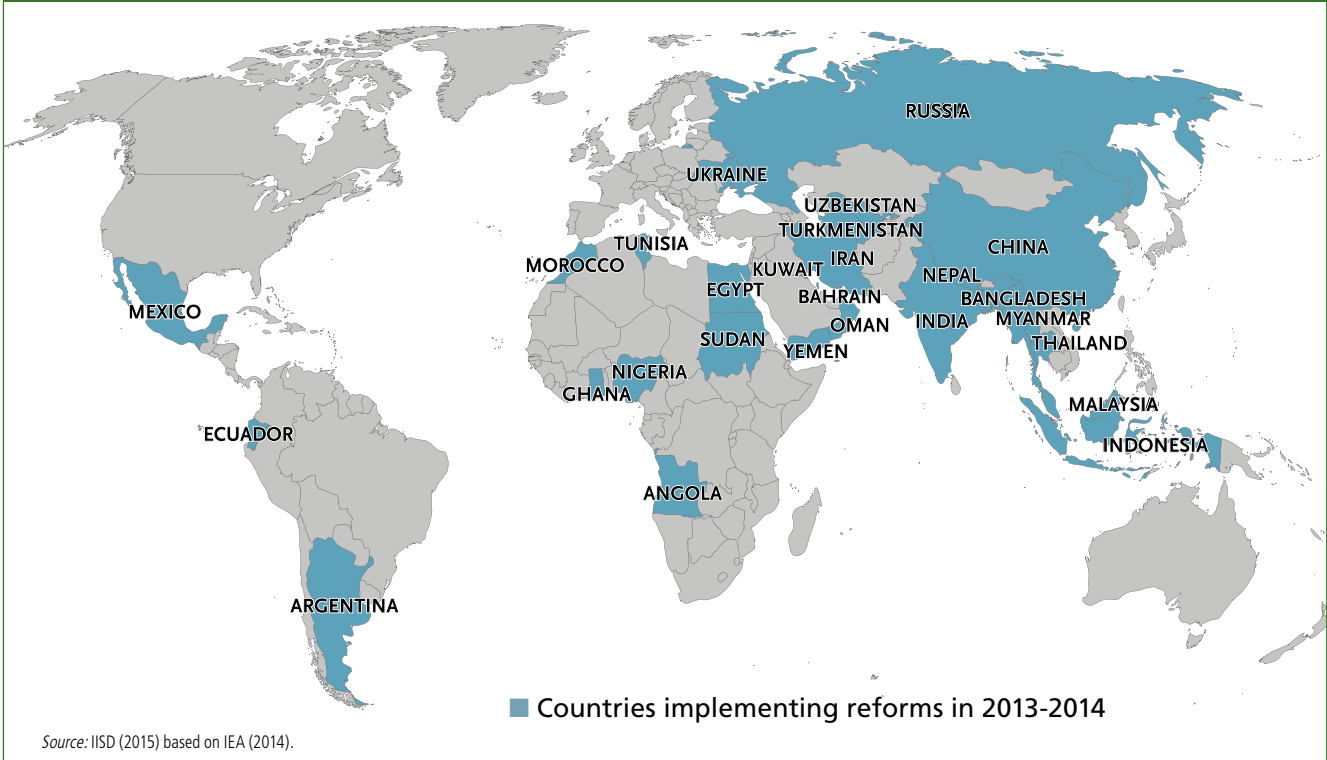 RUSSIA
UKRAINE
UZBEKISTAN
TURKMENISTAN
TUNISIA
CHINA
IRAN
MOROCCO
KUWAIT
NEPAL
EGYPT
BAHRAIN
BANGLADESH
MEXICO
MYANMAR
INDIA
OMAN
SUDAN
THAILAND
YEMEN
NIGERIA
GHANA
MALAYSIA
ECUADOR
INDONESIA
ANGOLA
ARGENTINA
Countries implementing reforms in 2013-2014
Source: IISD (2015) based on IEA (2014).